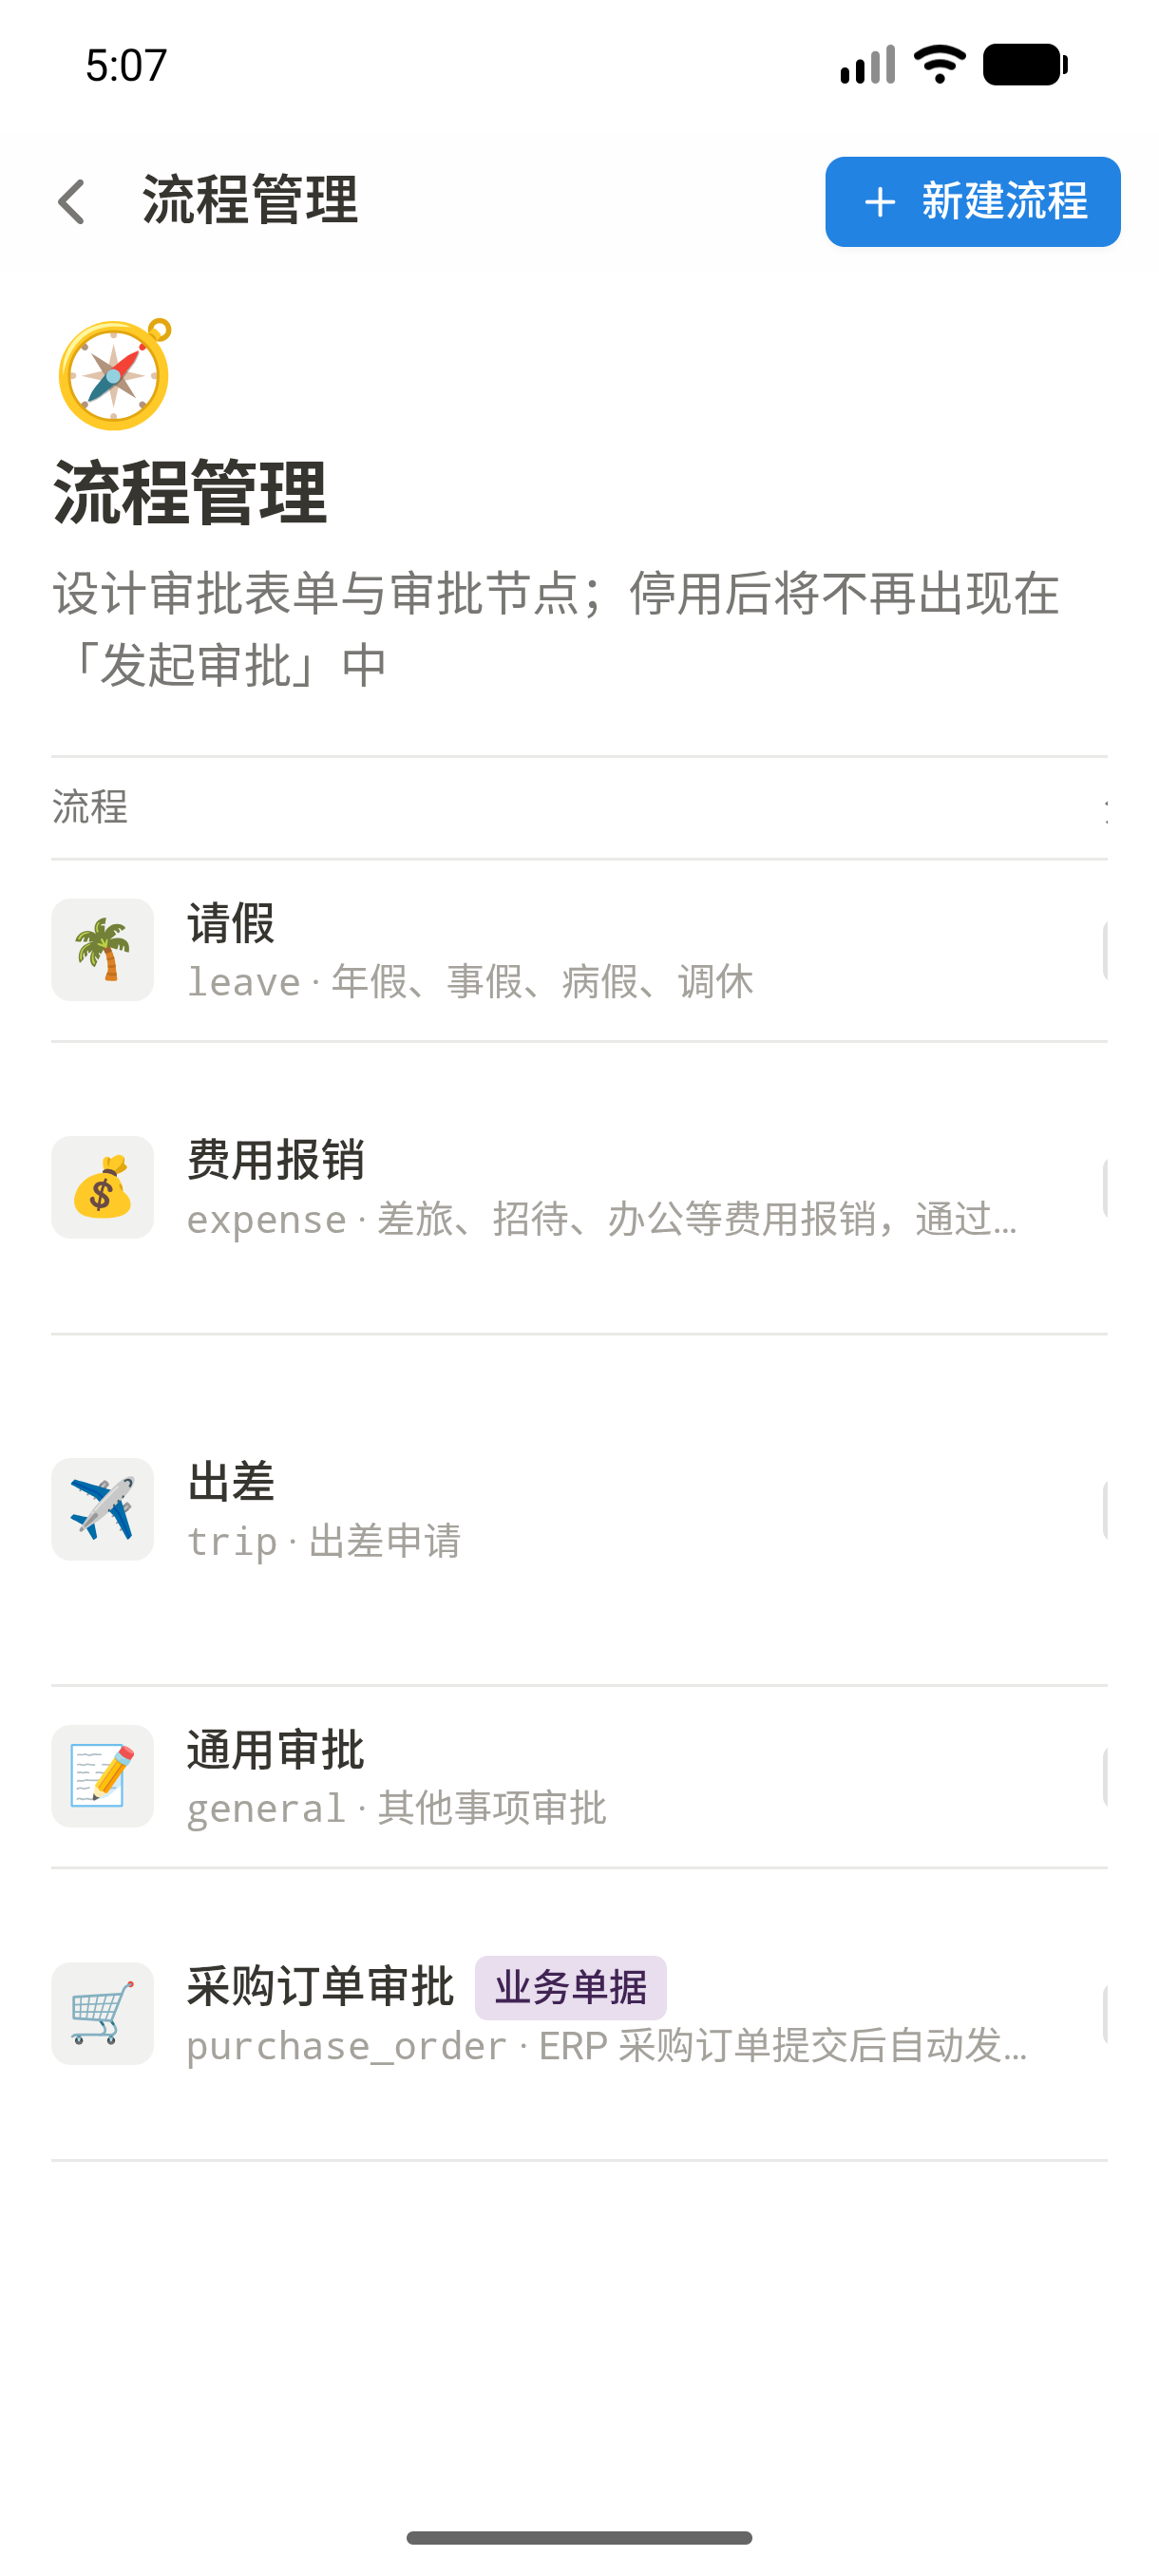 5:07
流程管理
+ 新建流程
流程管理
设计审批表单与审批节点；停用后将不再出现在
「发起审批」中
流程
请假
leave · 年假、事假、病假、调休
费用报销
expense · 差旅、招待、办公等费用报销，通过...
出差
trip · 出差申请
通用审批
general · 其他事项审批
采购订单审批 业务单据
purchase_order · ERP 采购订单提交后自动发...